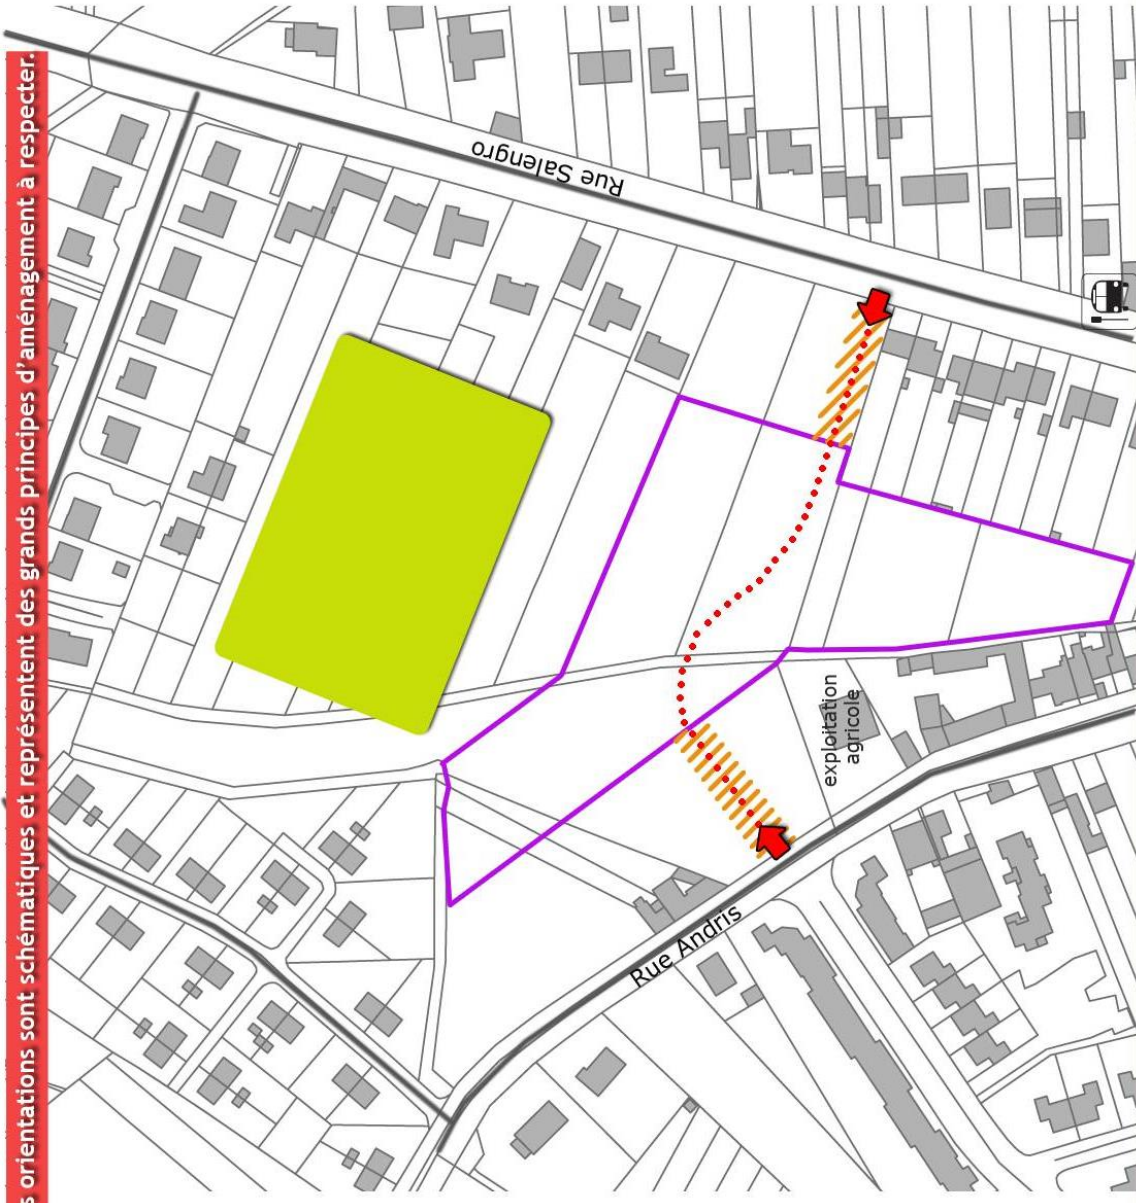 s orientations sont schématiques et représentent des grands principes d'aménagement à respecter.
Rue Salengro
exploitation
agricole
Rue Andris